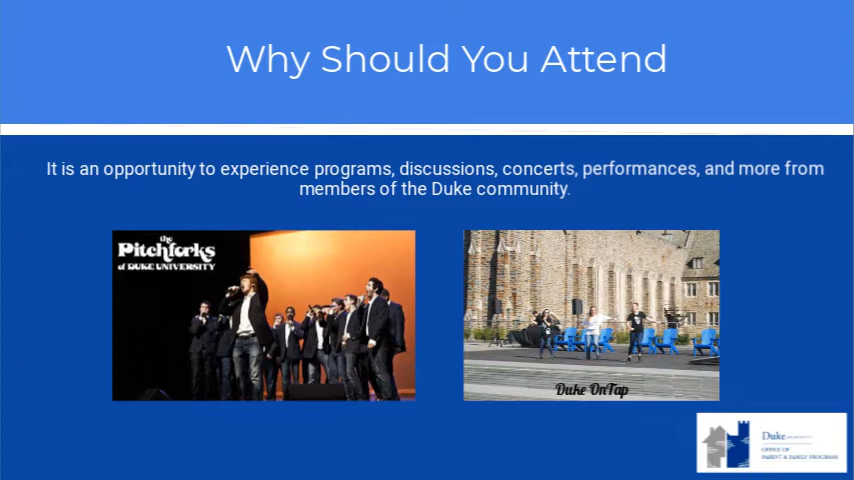 Why Should You Attend
It is an opportunity to experience programs, discussions, concerts, performances, and more from
members of the Duke community.
the
Pitchforks
of DUKE UNIVERSITY
Duke OnTap
Duke UNIVERSITY
OFFICE OF
PARENT & FAMILY PROGRAMS